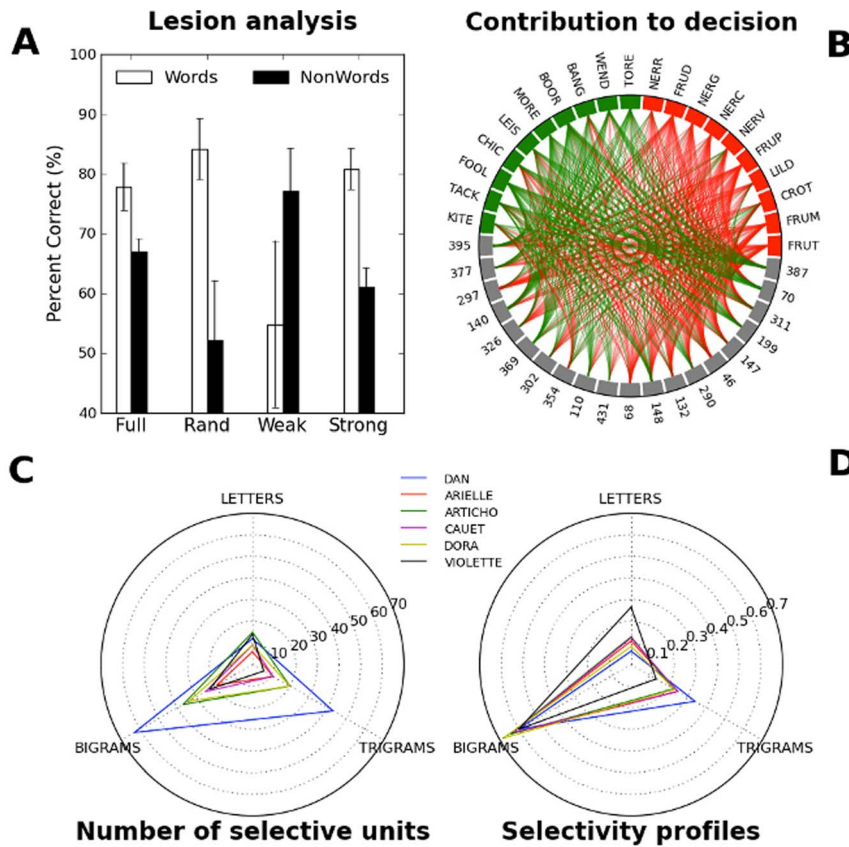 Lesion analysis
Contribution to decision
A
B
100
90
80
70
60
50
40
Percent Correct (%)
Words
NonWords
Full
Rand
Weak
Strong
KITE
TACK
FOOL
CHIC
LEIS
MORE
BOOR
BANG
WEND
TORE
NERR
FRUD
NERG
NERC
NERV
FRUP
LILD
CROT
FRUM
FRUT
387
70
311
199
147
46
290
132
148
68
431
110
354
302
369
326
140
297
377
395
C
D
DAN
ARIELLE
ARTICHO
CAUET
DORA
VIOLETTE
LETTERS
10
20
30
40
50
60
70
BIGRAMS
TRIGRAMS
LETTERS
0.1
0.2
0.3
0.4
0.5
0.6
0.7
BIGRAMS
TRIGRAMS
Number of selective units
Selectivity profiles